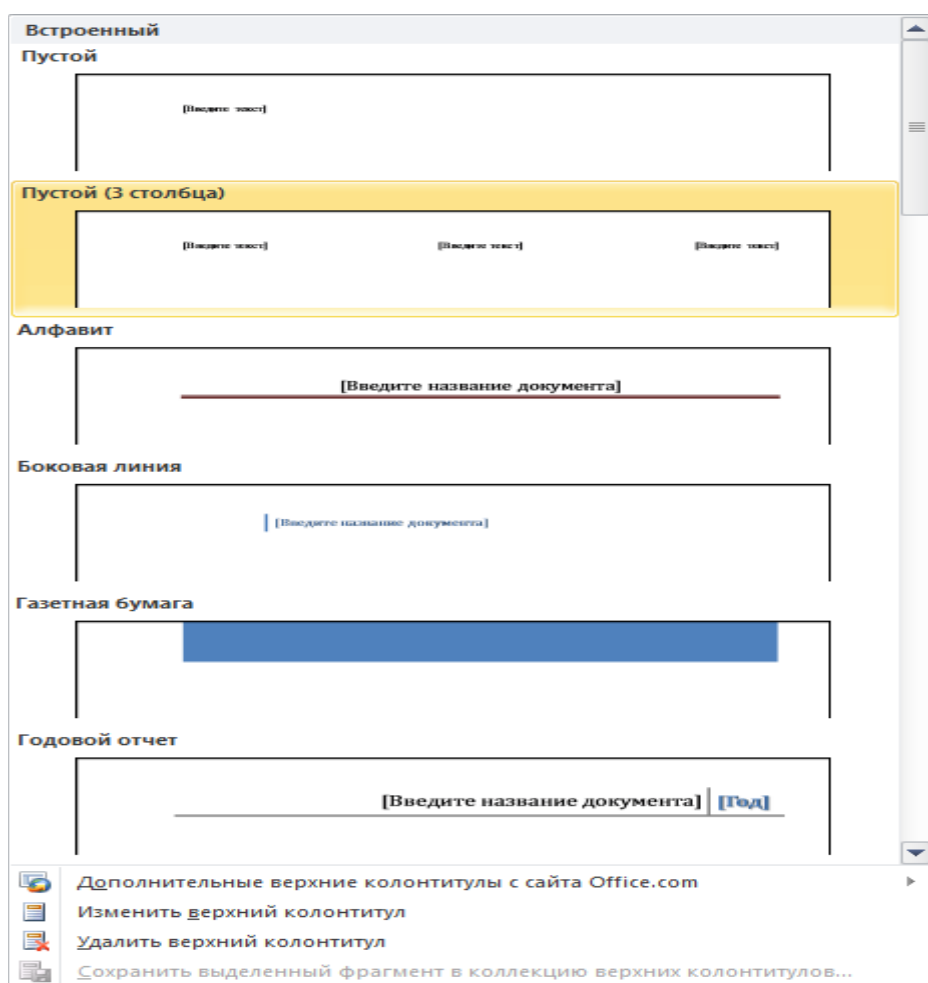 Встроенный
Пустой
[Введите текст]
Пустой (3 столбца)
[Введите текст] [Введите текст] [Введите текст]
Алфавит
[Введите название документа]
Боковая линия
[Введите название документа]
Газетная бумага
Годовой отчет
[Введите название документа] [Год]
Дополнительные верхние колонтитулы с сайта Office.com
Изменить верхний колонтитул
Удалить верхний колонтитул
Сохранить выделенный фрагмент в коллекцию верхних колонтитулов...